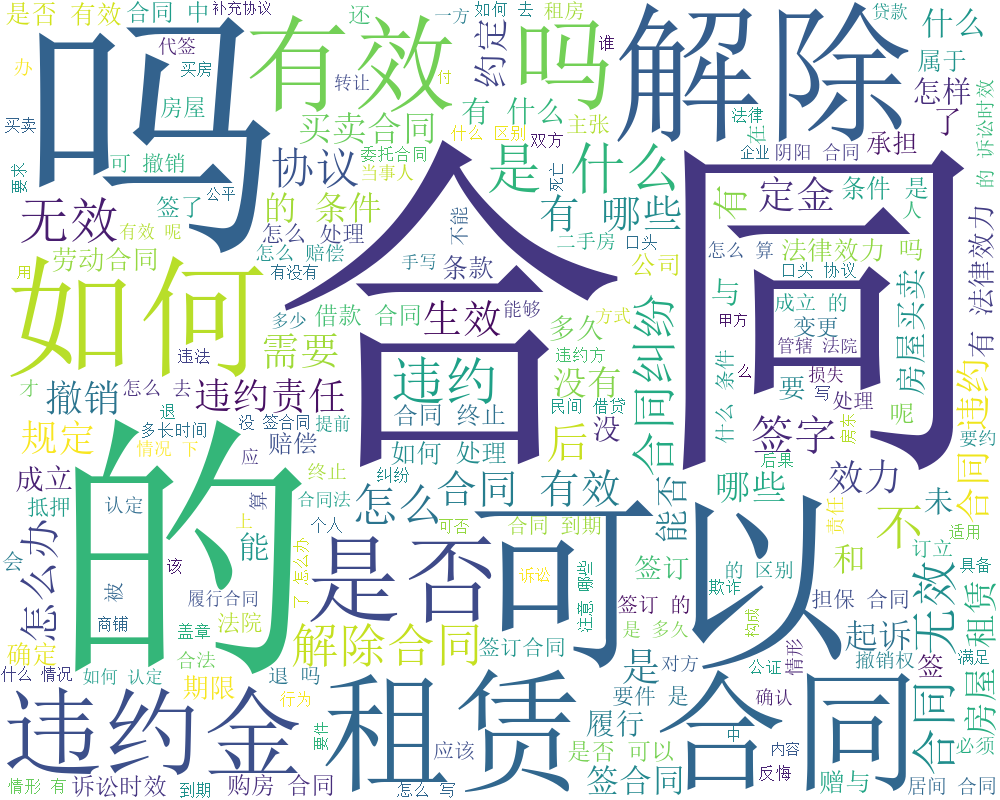 是否 有效
合同 中
补充协议
一方
如何 去
租房
贷款
什么
吗
有效
吗
解除
办
代签
买房
还
约定
谁
属于
转让
付
怎样
房屋
有 什么
什么 区别
双方
主张
法律
在
了
买卖
买卖合同
诉讼时效
的
可 撤销
协议
委托合同
当事人
是 什么
死亡
企业
阴阳 合同
承担
要求
公平
合同
无效
签了
的 条件
有 哪些
有
定金
条件 是
人
有效 呢
怎么 处理
不能
二手房
口头
怎么 算
法律效力 吗
用
劳动合同
怎么 赔偿
有没有
手写
条款
公司
口头 协议
有 法律效力
如何
的
生效
能够
与
成立 的
房屋买卖
多少
借款 合同
多久
方式
合同纠纷
甲方
变更
违法
需要
违约
违约方
管辖 法院
才
撤销
怎么 去
违约责任
没有
条件
什么
么
损失
要
写
处理
违约
退
没
签合同
提前
合同 终止
民间 借贷
没
签字
房东
呢
要约
规定
多长时间
情况 下
赔偿
后
应
如何 处理
后果
成立
终止
纠纷
怎么
合同 有效
哪些
效力
合同
抵押
认定
算
合同法
能否
责任
未
适用
怎么办
上
能
个人
可否
合同 到期
不
会
是否
可以
签订
的 区别
和
订立
具备
被
该
了 怎么办
诉讼
注意 哪些
欺诈
无效
租赁
履行合同
签订 的
担保 合同
商铺
盖章
法院
构成
起诉
确定
解除合同
签订合同
是 多久
撤销权
满足
什么 情况
如何 认定
合法
退 吗
是
对方
公证
情形
签
房屋
违约金
期限
行为
租赁
合同
要件 是
确认
合同
要件
履行
中
应该
是否 可以
内容
必须
情形 有
诉讼时效
到期
购房 合同
怎么 写
签合同
反悔
赠与
居间 合同